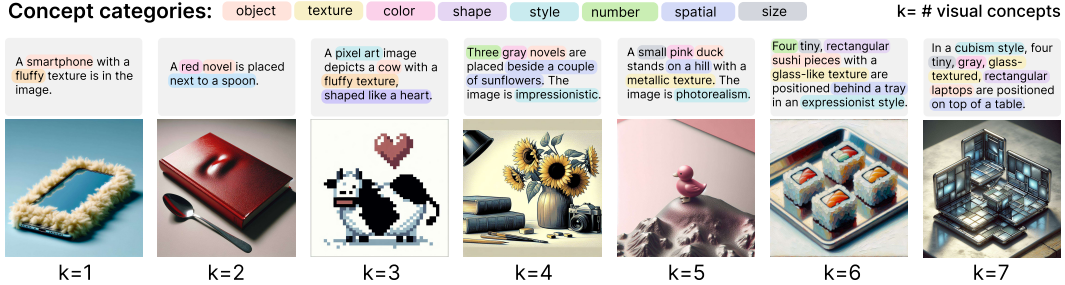 Concept categories: object texture color shape style number spatial size k= # visual concepts
A smartphone with a
fluffy texture is in the
image.
A red novel is placed
next to a spoon.
A pixel art image
depicts a cow with a
fluffy texture,
shaped like a heart.
Three gray novels are
placed beside a couple
of sunflowers. The
image is impressionistic.
A small pink duck
stands on a hill with a
metallic texture. The
image is photorealism.
Four tiny, rectangular
sushi pieces with a
glass-like texture are
positioned behind a tray
in an expressionist style.
In a cubism style, four
tiny, gray, glass-
textured, rectangular
laptops are positioned
on top of a table.
k=1 k=2 k=3 k=4 k=5 k=6 k=7